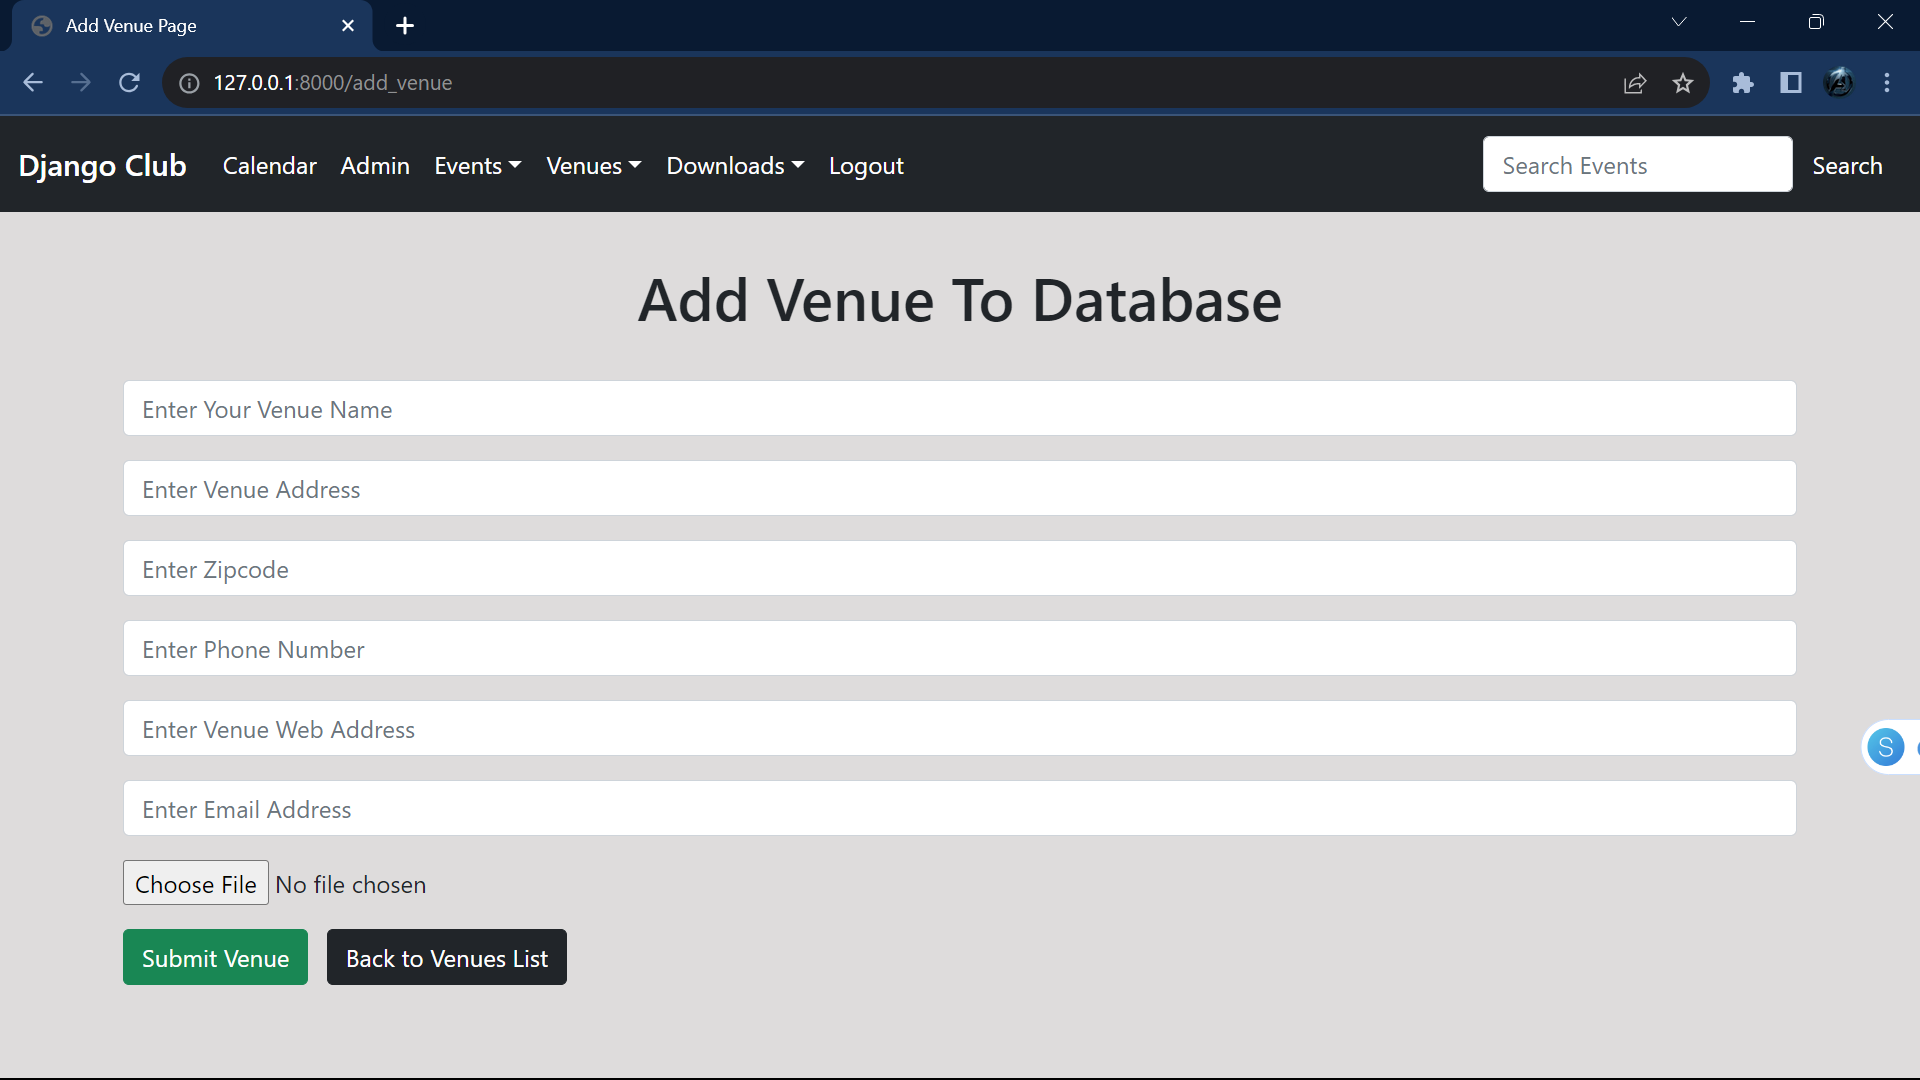 Add Venue Page
127.0.0.1:8000/add_venue
Django Club Calendar Admin Events Venues Downloads Logout Search Events Search
Add Venue To Database
Enter Your Venue Name
Enter Venue Address
Enter Zipcode
Enter Phone Number
Enter Venue Web Address
Enter Email Address
Choose File No file chosen
Submit Venue Back to Venues List
S